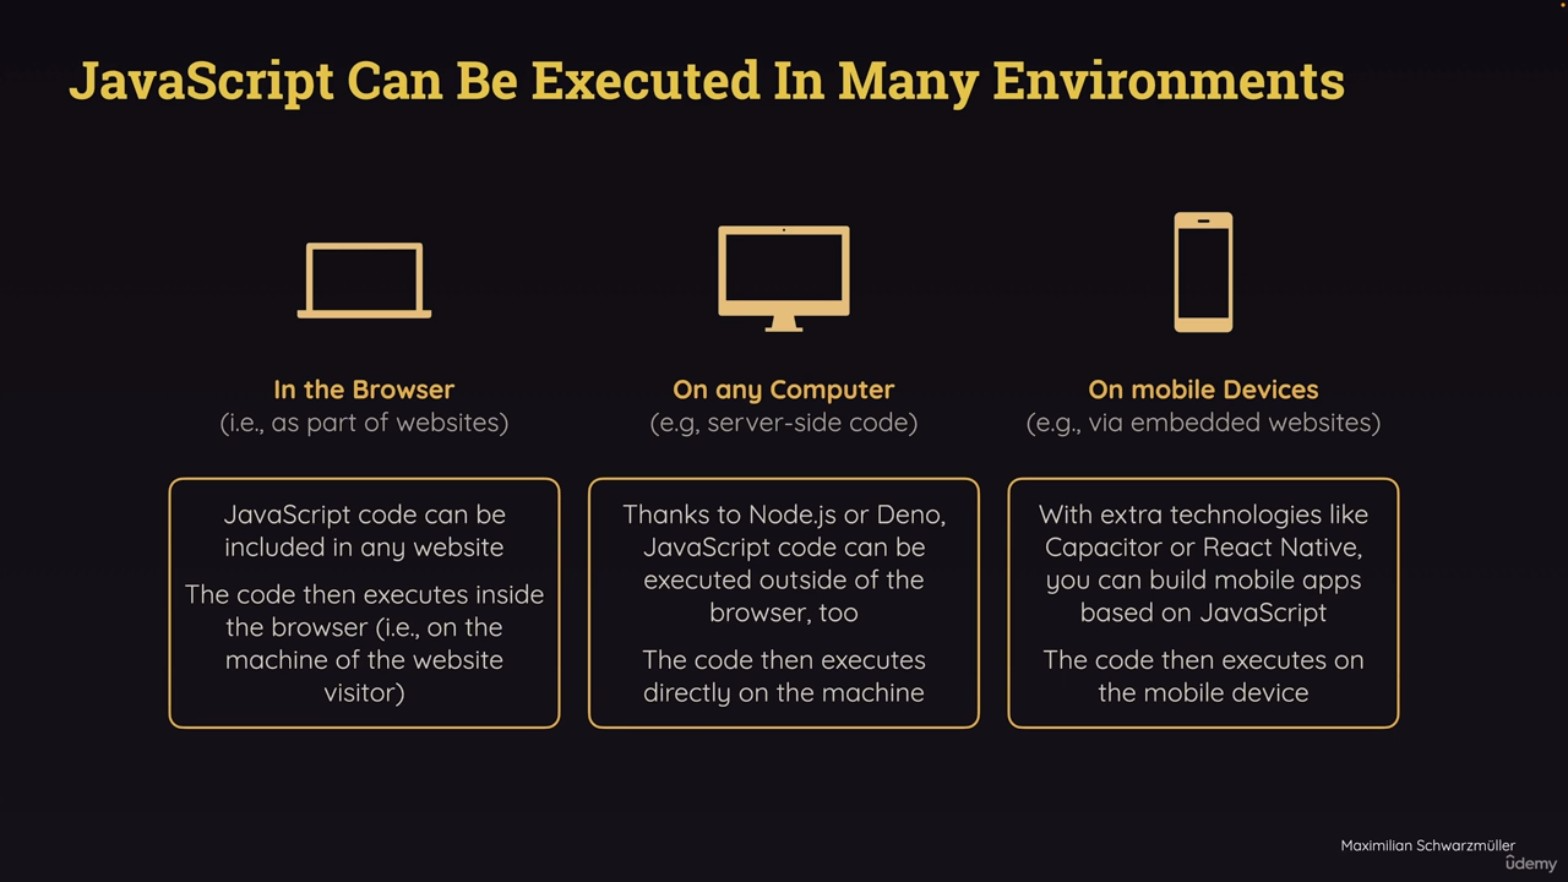 JavaScript Can Be Executed In Many Environments
In the Browser
(i.e., as part of websites)
JavaScript code can be
included in any website
The code then executes inside
the browser (i.e., on the
machine of the website
visitor)
On any Computer
(e.g, server-side code)
Thanks to Node.js or Deno,
JavaScript code can be
executed outside of the
browser, too
The code then executes
directly on the machine
On mobile Devices
(e.g., via embedded websites)
With extra technologies like
Capacitor or React Native,
you can build mobile apps
based on JavaScript
The code then executes on
the mobile device
Maximilian Schwarzmüller
ûdemy